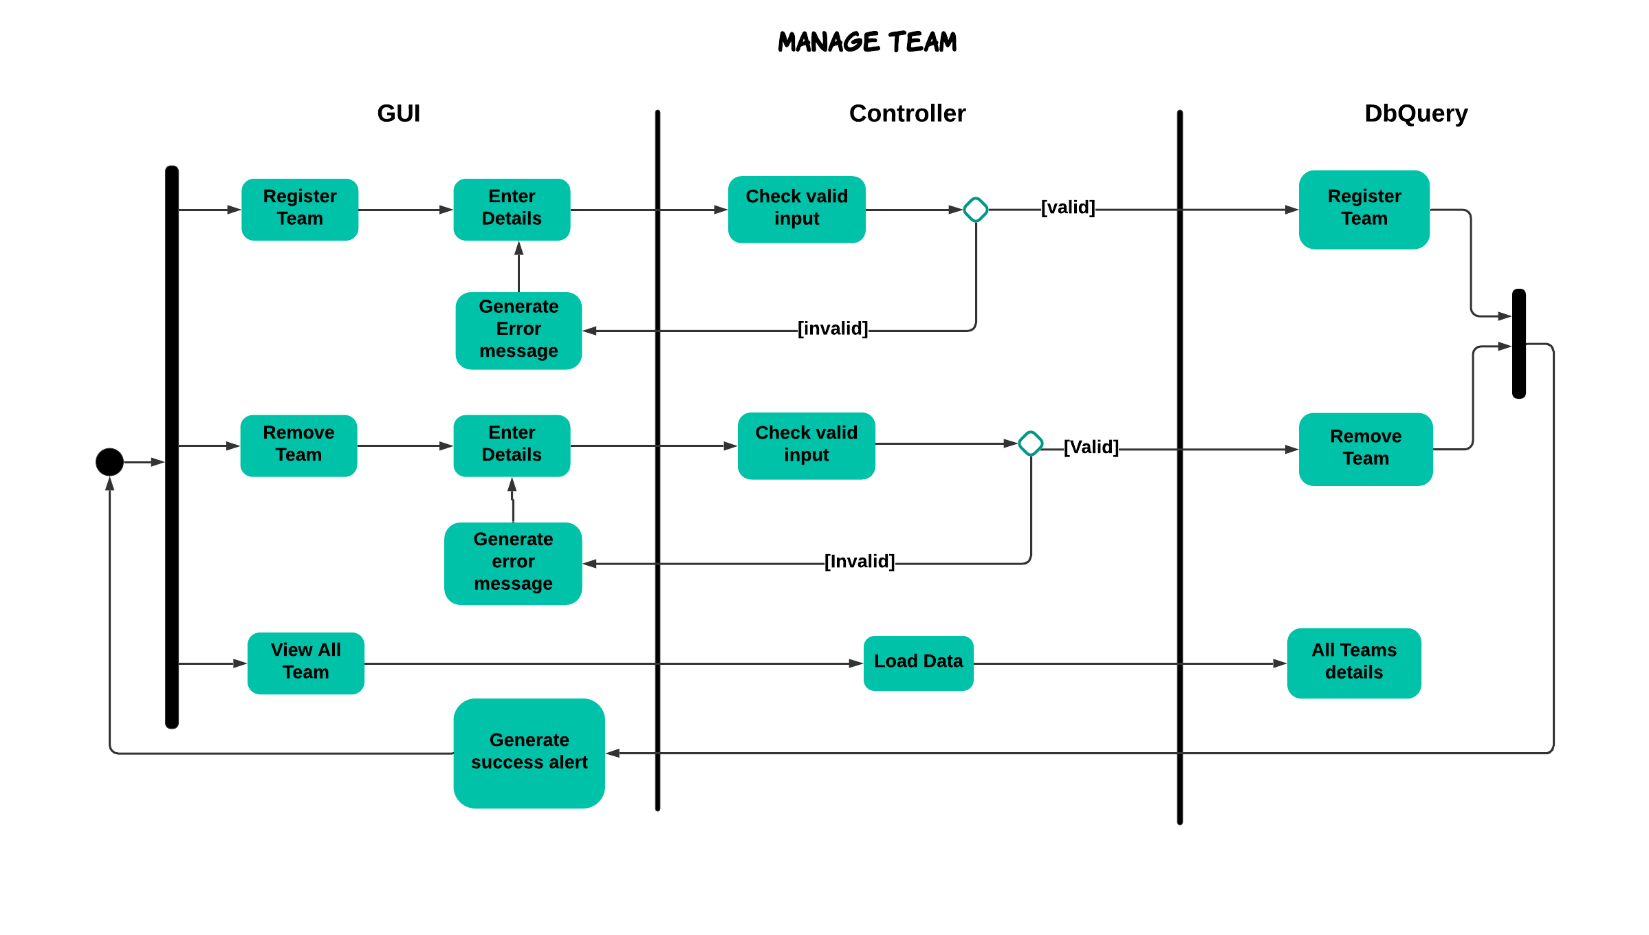 MANAGE TEAM
GUI
Controller
DbQuery
Register
Team
Enter
Details
Check valid
input
[valid]
Register
Team
Generate
Error
message
[invalid]
Remove
Team
Enter
Details
Check valid
input
[Valid]
Remove
Team
Generate
error
message
[Invalid]
View All
Team
Load Data
All Teams
details
Generate
success alert